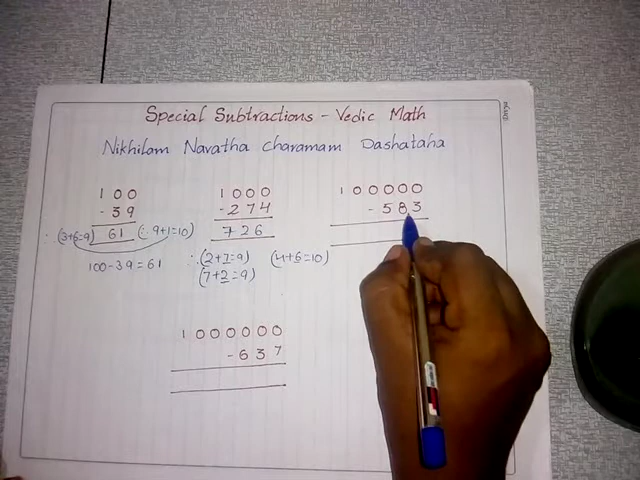 Special Subtractions - Vedic Math
Nikhilam Navatha Charamam Dashataha
100
- 39
∴ (3+6=9) 61 (∵ 9+1=10)
100-39=61
1000
-274
726
∴ (2+7=9) (4+6=10)
(7+2=9)
100000
-583
1000000
-637
Divya